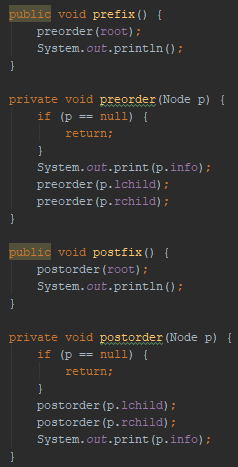 public void prefix() {
    preorder(root);
    System.out.println();
}
private void preorder(Node p) {
    if (p == null) {
        return;
    }
    System.out.print(p.info);
    preorder(p.lchild);
    preorder(p.rchild);
}
public void postfix() {
    postorder(root);
    System.out.println();
}
private void postorder(Node p) {
    if (p == null) {
        return;
    }
    postorder(p.lchild);
    postorder(p.rchild);
    System.out.print(p.info);
}